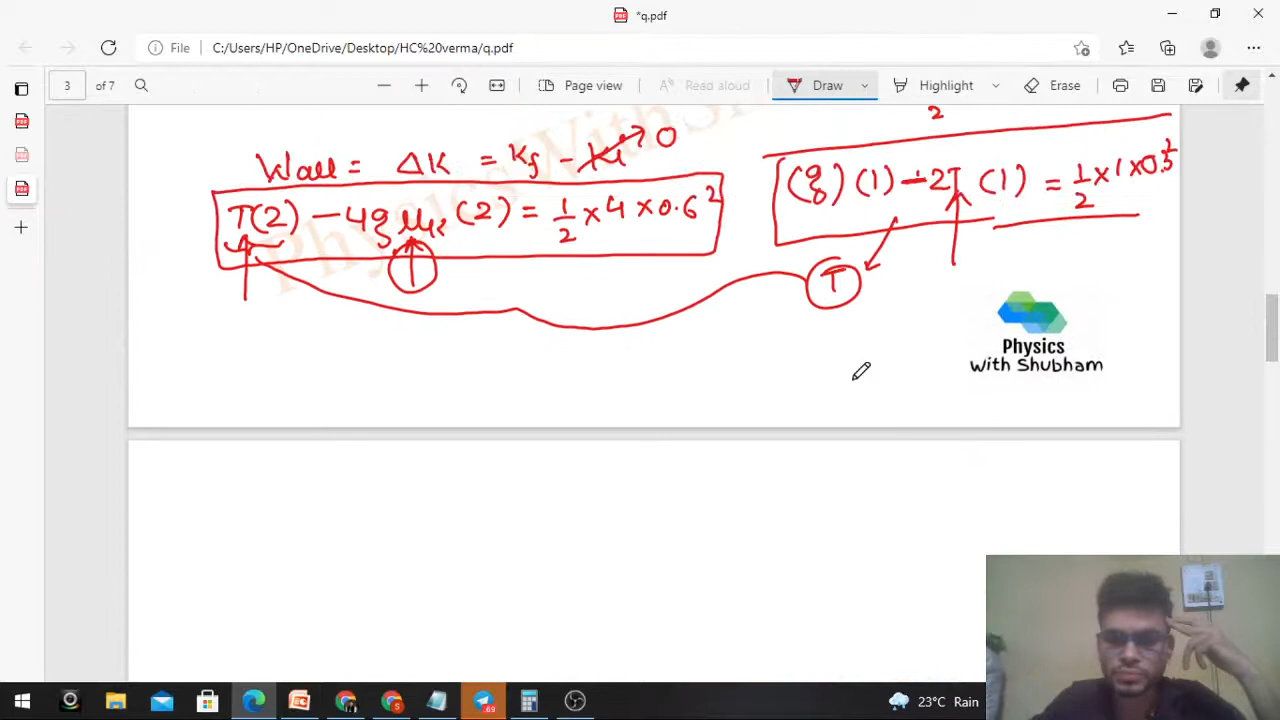 *q.pdf
File C:/Users/HP/OneDrive/Desktop/HC%20verma/q.pdf
3 of 7 Page view Read aloud Draw Highlight Erase
2
Wall = ΔK = Kf - Ki 0
T(2) - 4g μk (2) = 1/2 × 4 × 0.6²
(g)(1) - 2T (1) = 1/2 × 1 × 0.3²
T
Physics
With Shubham
69
23°C Rain